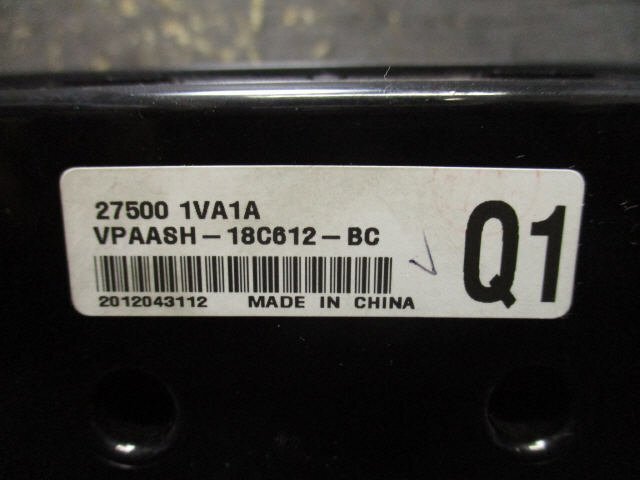 27500 1VA1A
VPAASH-18C612-BC
Q1
2012043112 MADE IN CHINA